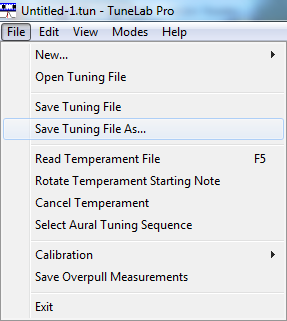 Untitled-1.tun - TuneLab Pro
File Edit View Modes Help
New...
Open Tuning File
Save Tuning File
Save Tuning File As...
Read Temperament File F5
Rotate Temperament Starting Note
Cancel Temperament
Select Aural Tuning Sequence
Calibration
Save Overpull Measurements
Exit